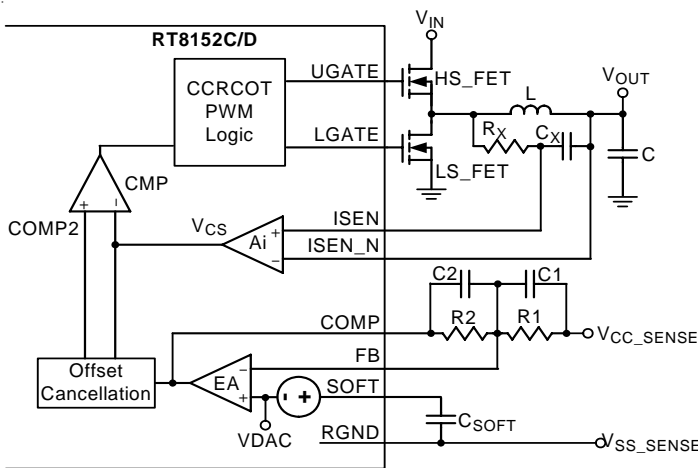 RT8152C/D
VIN
UGATE
HS_FET
CCRCOT
PWM
Logic
L
VOUT
LGATE
RX
CX
C
LS_FET
CMP
+
−
COMP2
VCS
Ai
+
−
ISEN
ISEN_N
C2
C1
COMP
R2
R1
VCC_SENSE
FB
Offset
Cancellation
EA
−
+
-
+
SOFT
CSOFT
VDAC
RGND
VSS_SENSE